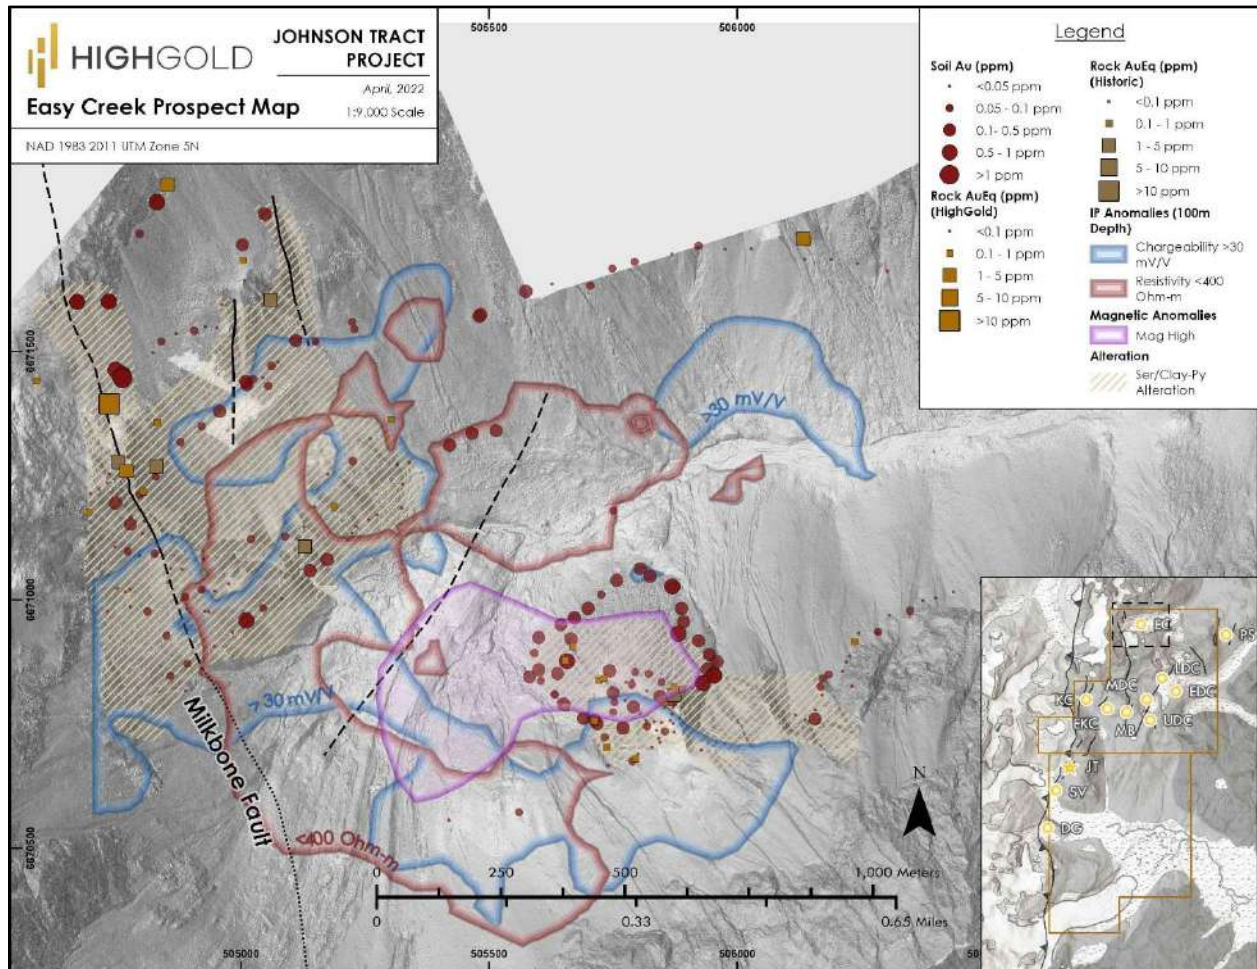 505500
506000
HIGHGOLD
JOHNSON TRACT
PROJECT
April, 2022
1:9,000 Scale
Easy Creek Prospect Map
NAD 1983 2011 UTM Zone 5N
Legend
Soil Au (ppm)
<0.05 ppm
0.05 - 0.1 ppm
0.1- 0.5 ppm
0.5 - 1 ppm
>1 ppm
Rock AuEq (ppm)
(HighGold)
<0.1 ppm
0.1 - 1 ppm
1 - 5 ppm
5 - 10 ppm
>10 ppm
Rock AuEq (ppm)
(Historic)
<0.1 ppm
0.1 - 1 ppm
1 - 5 ppm
5 - 10 ppm
>10 ppm
IP Anomalies (100m
Depth)
Chargeability >30
mV/V
Resistivity <400
Ohm-m
Magnetic Anomalies
Mag High
Alteration
Ser/Clay-Py
Alteration
6671500
>30 mV/V
6671000
>30 mV/V
Milkbone Fault
<400 Ohm-m
6670500
N
0 250 500 1,000 Meters
0 0.33 0.65 Miles
EC
PS
LDC
MDC
EDC
KC
FKC
MB
UDC
JT
SV
DG
505000
505500
506000